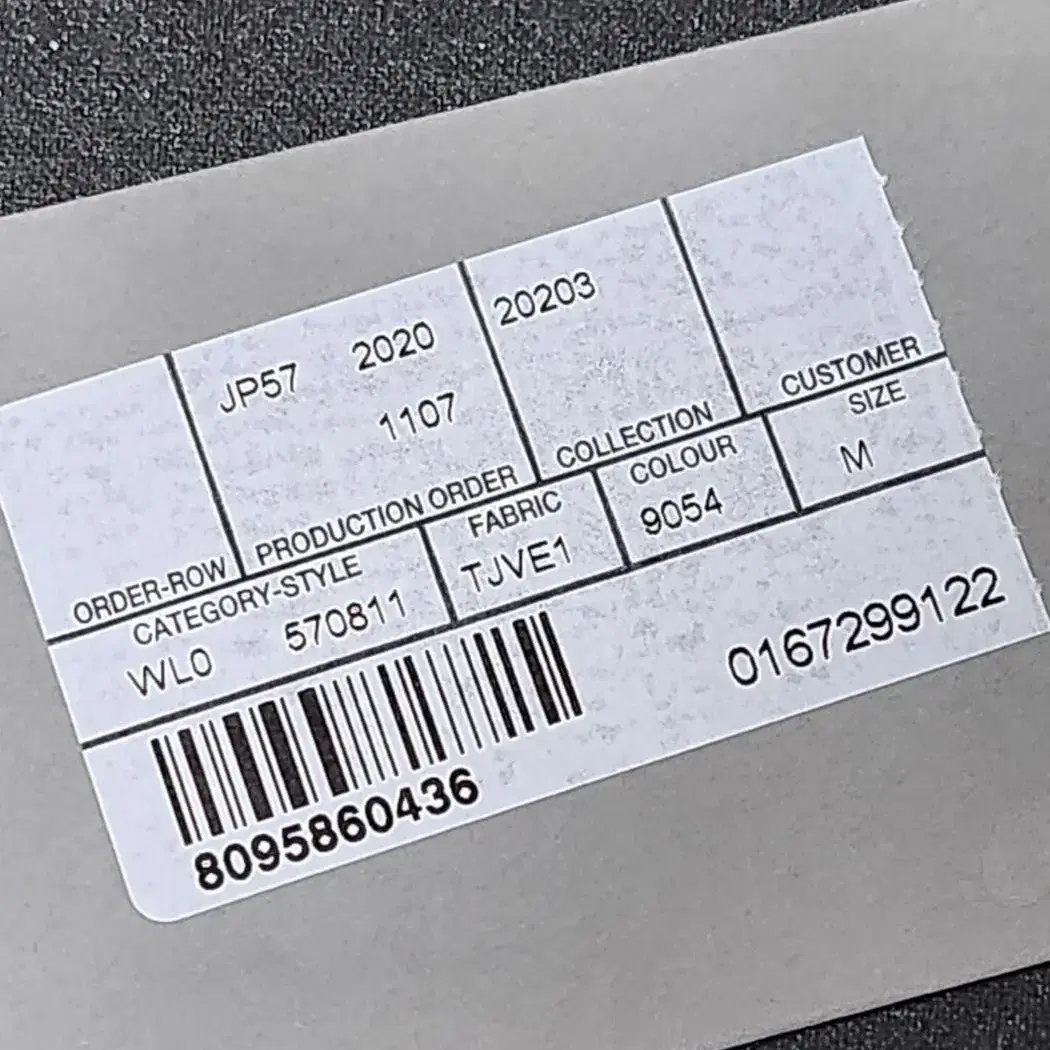 JP57 2020
1107
20203
ORDER-ROW
PRODUCTION ORDER
COLLECTION
CUSTOMER
CATEGORY-STYLE
FABRIC
COLOUR
SIZE
WL0 570811
TJVE1
9054
M
0167299122
8095860436